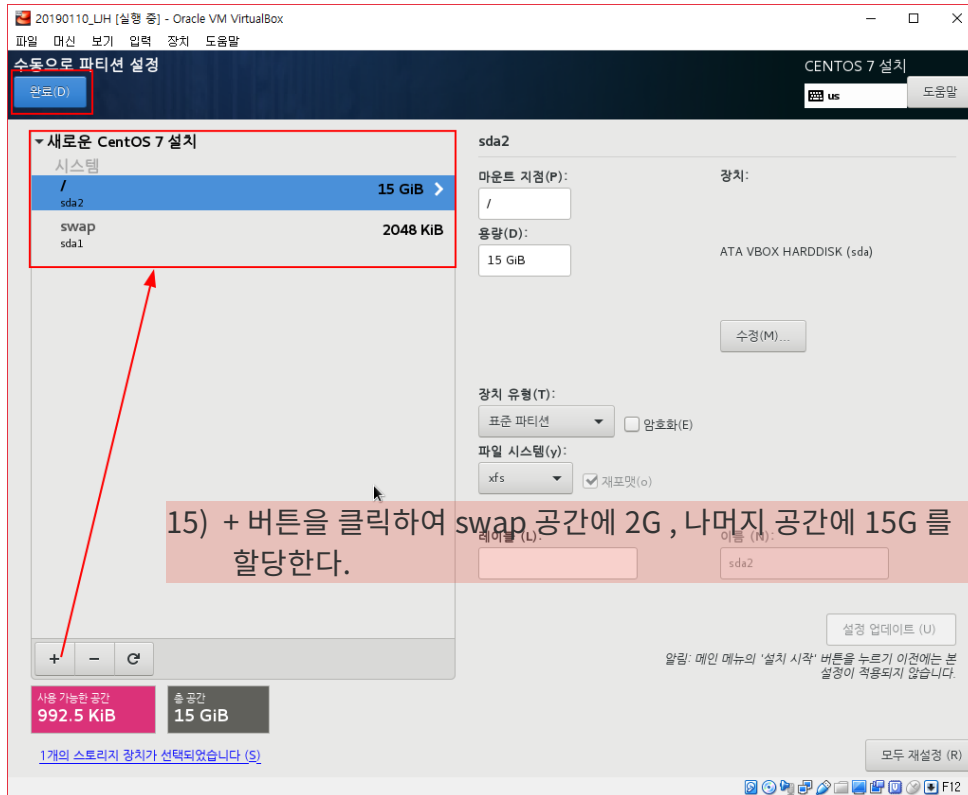 20190110_LJH [실행 중] - Oracle VM VirtualBox
파일 머신 보기 입력 장치 도움말
수동으로 파티션 설정
CENTOS 7 설치
완료(D)
us
도움말
새로운 CentOS 7 설치
시스템
/
15 GiB
sda2
swap
2048 KiB
sda1
sda2
마운트 지점(P):
장치:
/
용량(D):
15 GiB
ATA VBOX HARDDISK (sda)
수정(M)...
장치 유형(T):
표준 파티션
암호화(E)
파일 시스템(y):
xfs
재포맷(o)
15) + 버튼을 클릭하여 swap 공간에 2G , 나머지 공간에 15G 를
할당한다.
레이블 (L):
이름 (N):
sda2
설정 업데이트 (U)
알림: 메인 메뉴의 '설치 시작' 버튼을 누르기 이전에는 본
설정이 적용되지 않습니다.
+ –
사용 가능한 공간
992.5 KiB
총 공간
15 GiB
1개의 스토리지 장치가 선택되었습니다 (S)
모두 재설정 (R)
F12